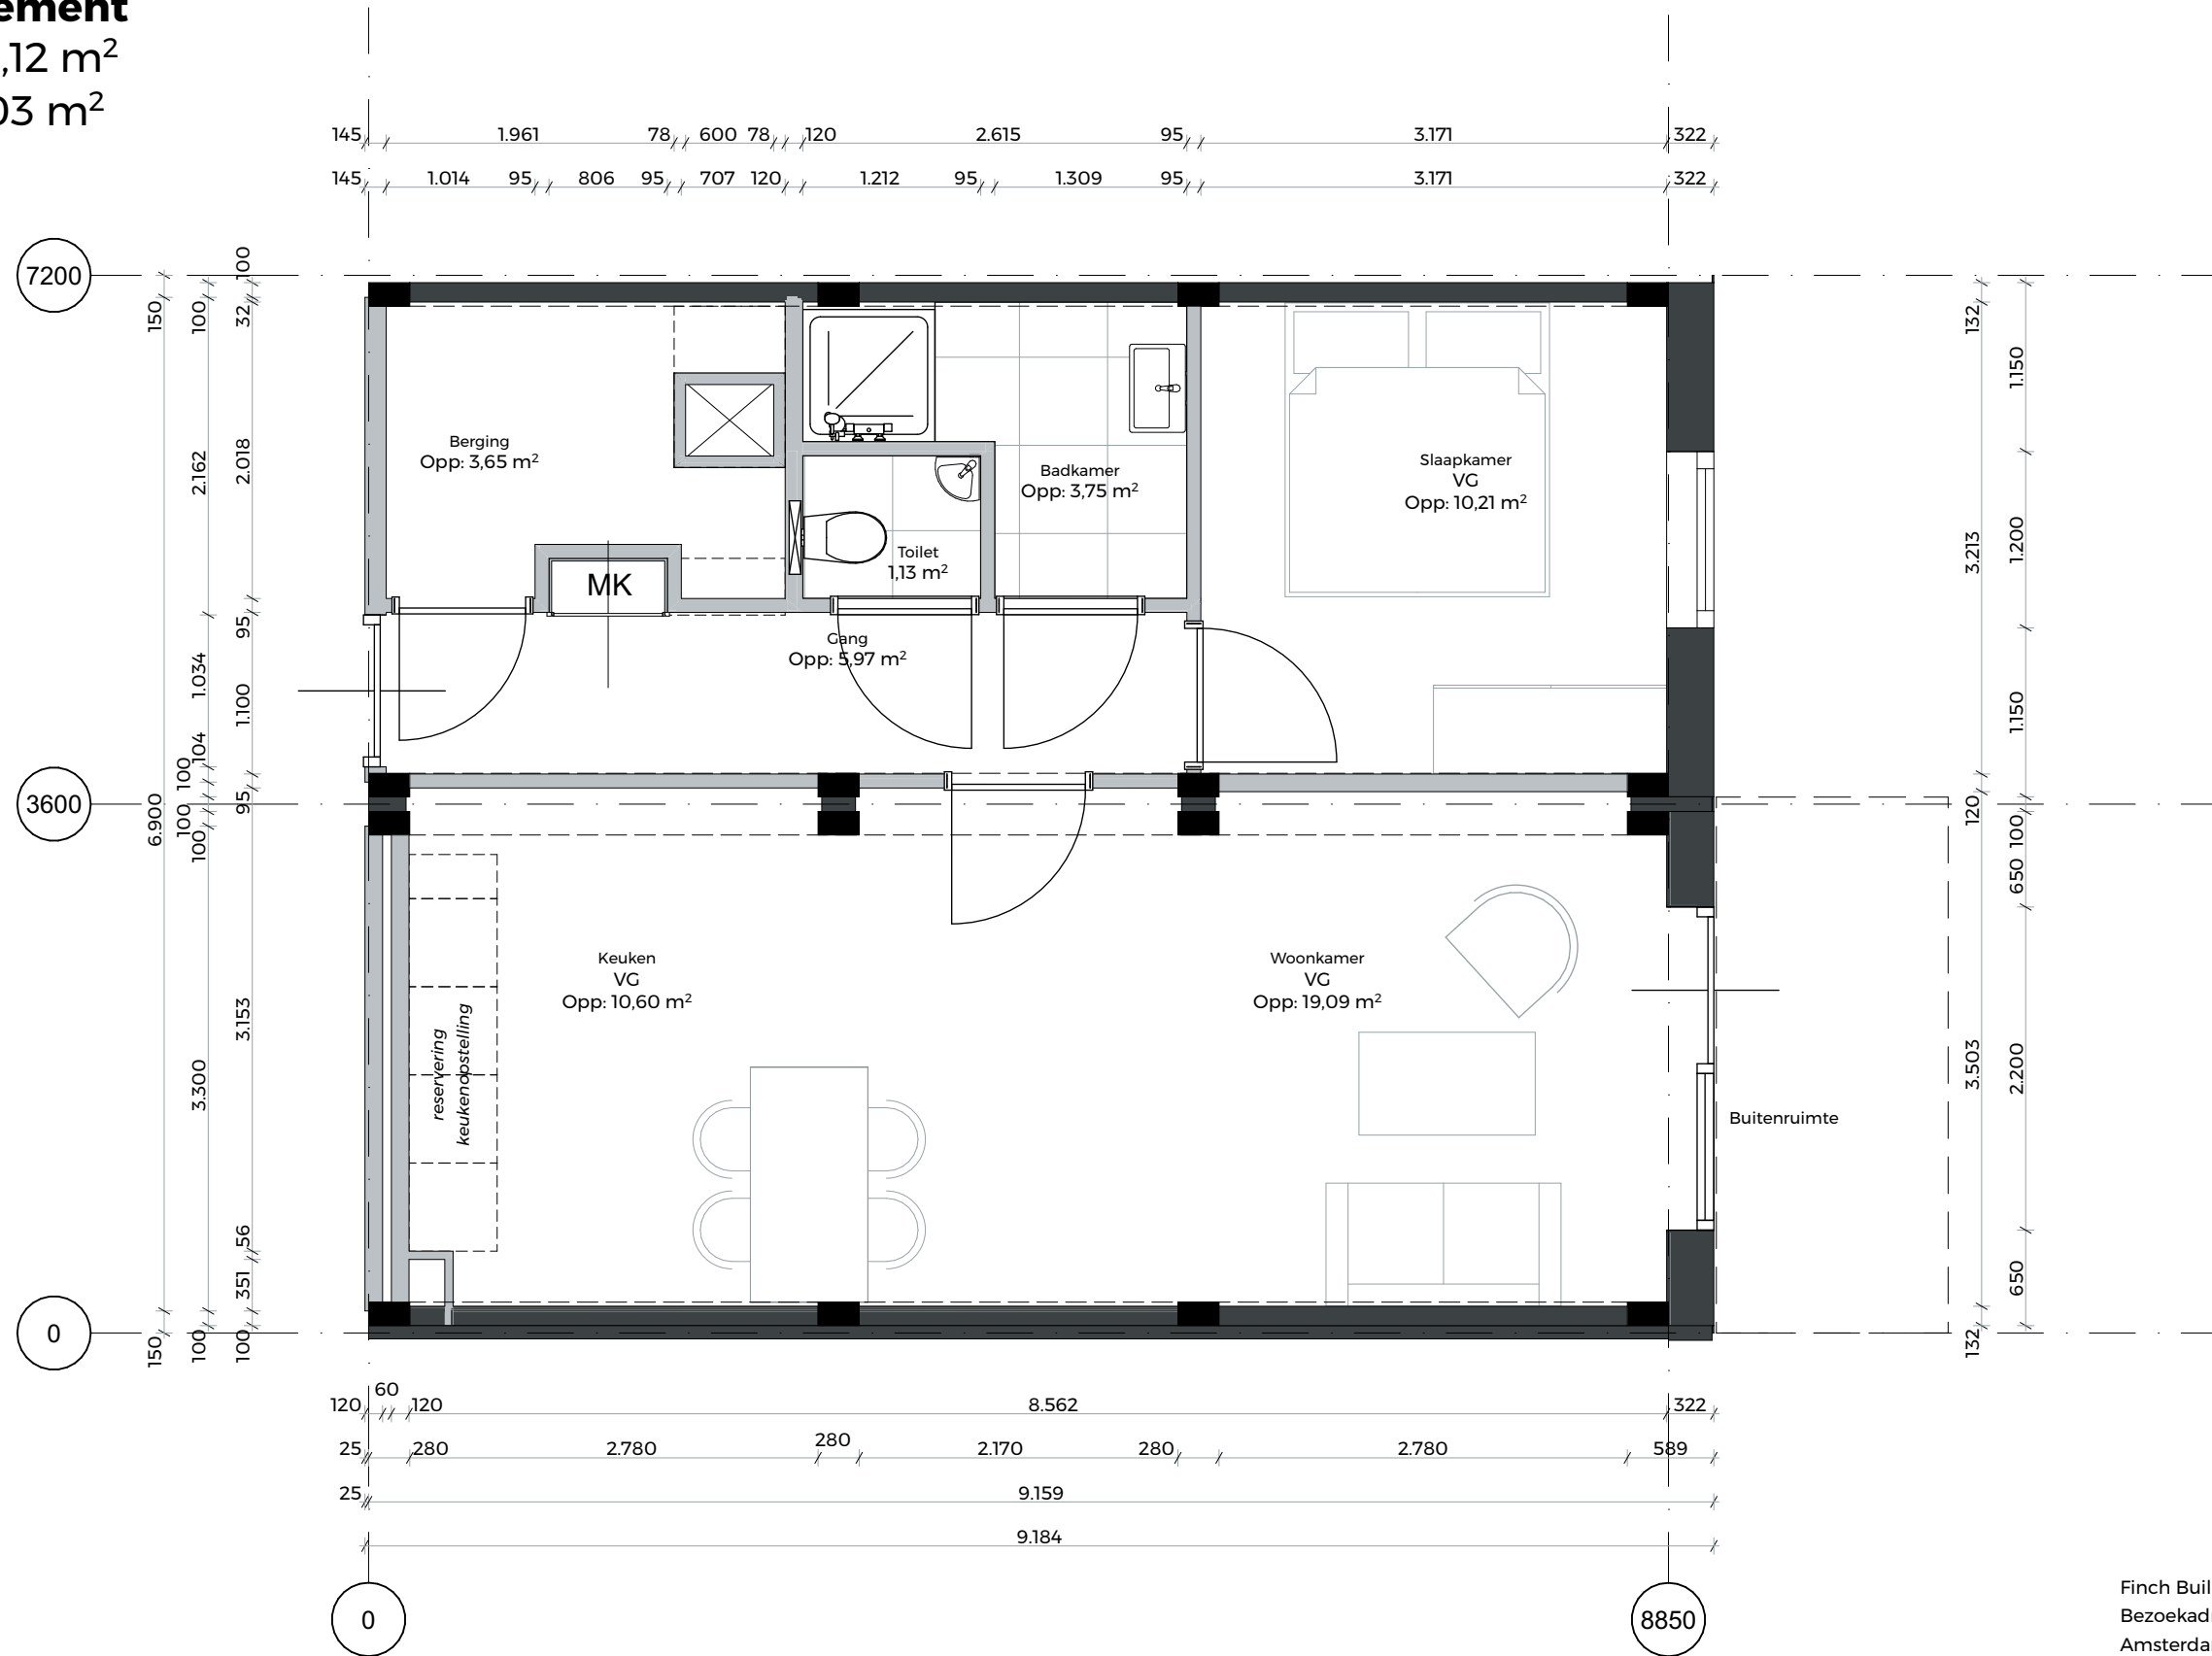 ement
,12 m²
03 m²
145 1.961 78 600 78 120 2.615 95 3.171 322
145 1.014 95 806 95 707 120 1.212 95 1.309 95 3.171 322
7200
3600
0
150
6.900
150
100
2.162
1.034
104
100
100
100
3.300
100
100
32
2.018
95
1.100
95
3.153
56
351
100
Berging
Opp: 3,65 m²
MK
Toilet
1,13 m²
Badkamer
Opp: 3,75 m²
Slaapkamer
VG
Opp: 10,21 m²
Gang
Opp: 5,97 m²
Keuken
VG
Opp: 10,60 m²
reservering
keukenopstelling
Woonkamer
VG
Opp: 19,09 m²
Buitenruimte
132
3.213
120
3.503
132
1.150
1.200
1.150
100
650
2.200
650
120 60 120 8.562 322
25 280 2.780 280 2.170 280 2.780 589
25 9.159
9.184
0
8850
Finch Buil
Bezoekad
Amsterda